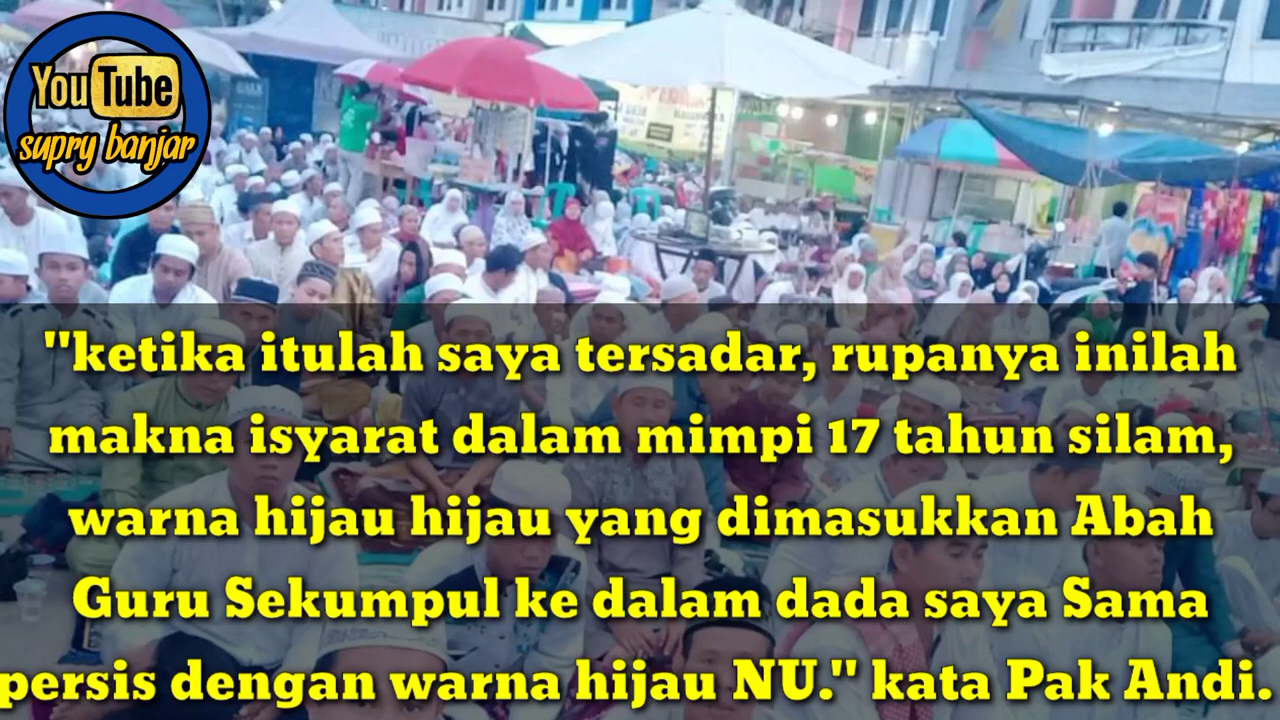 YouTube
supry banjar
"ketika itulah saya tersadar, rupanya inilah
makna isyarat dalam mimpi 17 tahun silam,
warna hijau hijau yang dimasukkan Abah
Guru Sekumpul ke dalam dada saya Sama
persis dengan warna hijau NU." kata Pak Andi.